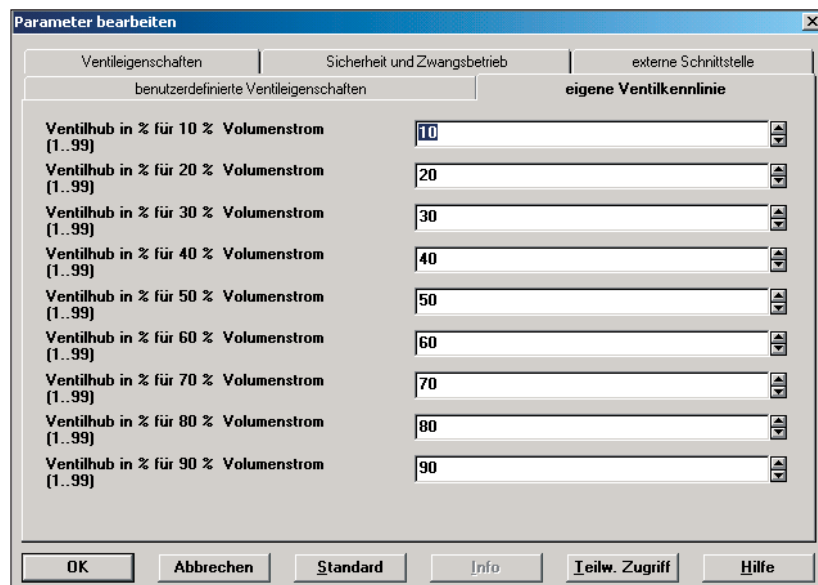 Parameter bearbeiten
Ventileigenschaften
Sicherheit und Zwangsbetrieb
externe Schnittstelle
benutzerdefinierte Ventileigenschaften
eigene Ventilkennlinie
Ventilhub in % für 10 % Volumenstrom
(1..99)
10
Ventilhub in % für 20 % Volumenstrom
(1..99)
20
Ventilhub in % für 30 % Volumenstrom
(1..99)
30
Ventilhub in % für 40 % Volumenstrom
(1..99)
40
Ventilhub in % für 50 % Volumenstrom
(1..99)
50
Ventilhub in % für 60 % Volumenstrom
(1..99)
60
Ventilhub in % für 70 % Volumenstrom
(1..99)
70
Ventilhub in % für 80 % Volumenstrom
(1..99)
80
Ventilhub in % für 90 % Volumenstrom
(1..99)
90
OK
Abbrechen
Standard
Info
Teilw. Zugriff
Hilfe